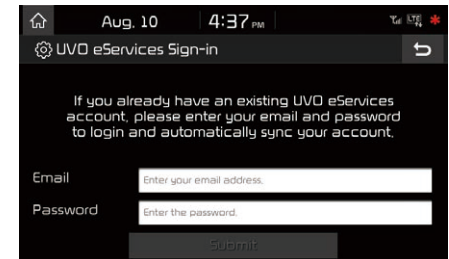 Aug. 10 4:37 PM LTE
UVO eServices Sign-in
If you already have an existing UVO eServices
account, please enter your email and password
to login and automatically sync your account.
Email Enter your email address.
Password Enter the password.
Submit